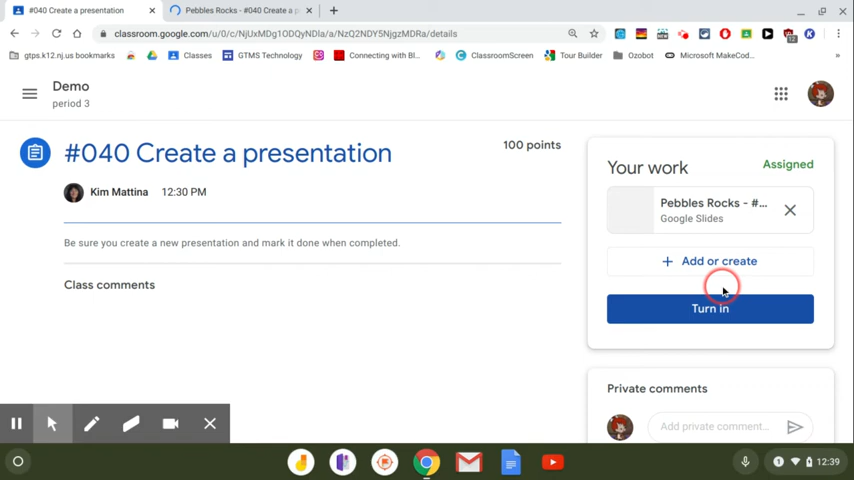 #040 Create a presentation
Pebbles Rocks - #040 Create a p
classroom.google.com/u/0/c/NjUxMDg1ODQyNDla/a/NzQ2NDY5NjgzMDRa/details
gtps.k12.nj.us bookmarks
Classes
GTMS Technology
Connecting with Bl...
ClassroomScreen
Tour Builder
Ozobot
Microsoft MakeCod...
»
Demo
period 3
#040 Create a presentation
100 points
Kim Mattina
12:30 PM
Be sure you create a new presentation and mark it done when completed.
Class comments
Your work
Assigned
Pebbles Rocks - #...
Google Slides
+ Add or create
Turn in
Private comments
Add private comment...
1
12:39